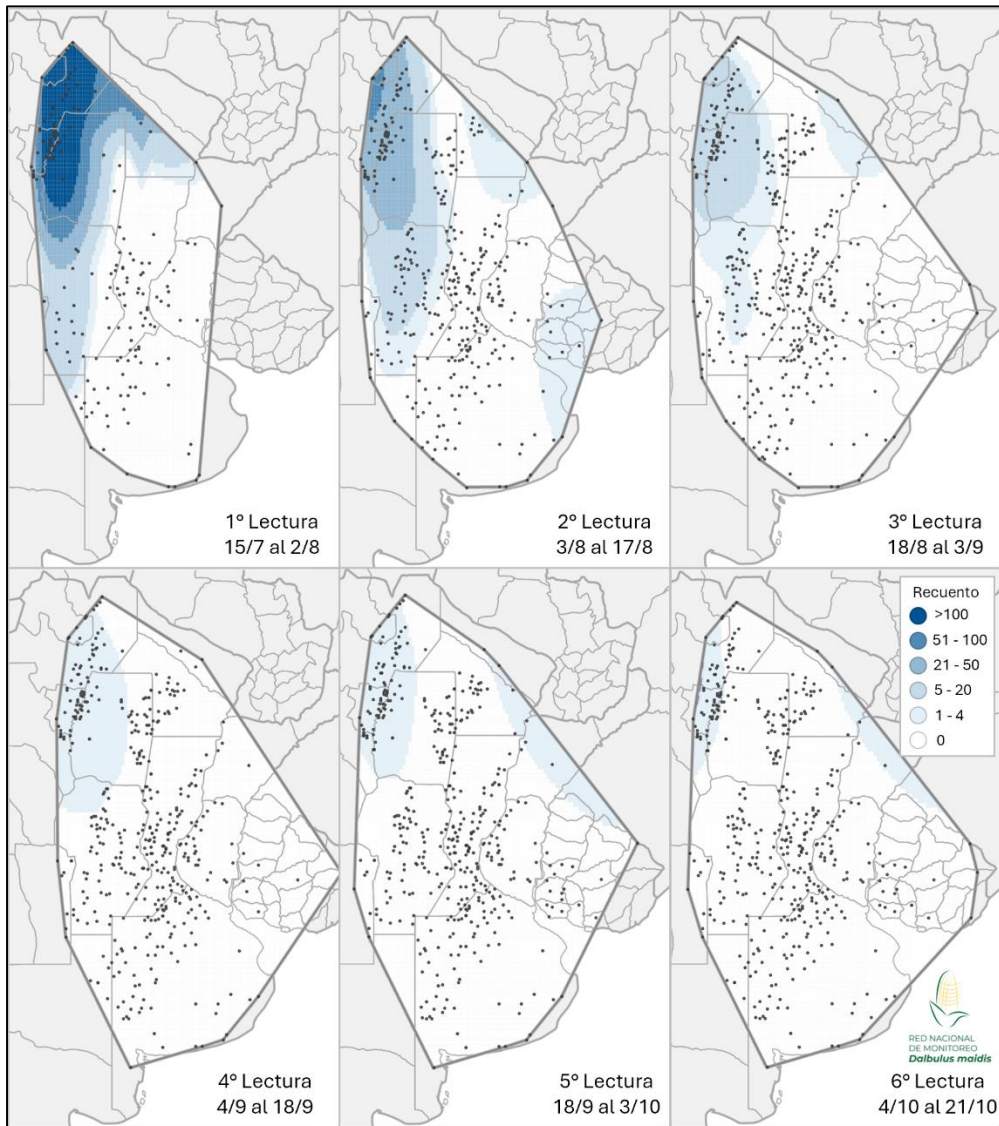 1º Lectura
15/7 al 2/8
2º Lectura
3/8 al 17/8
3º Lectura
18/8 al 3/9
Recuento
>100
51 - 100
21 - 50
5 - 20
1 - 4
0
4º Lectura
4/9 al 18/9
5º Lectura
18/9 al 3/10
RED NACIONAL
DE MONITOREO
Dalbulus maidis
6º Lectura
4/10 al 21/10